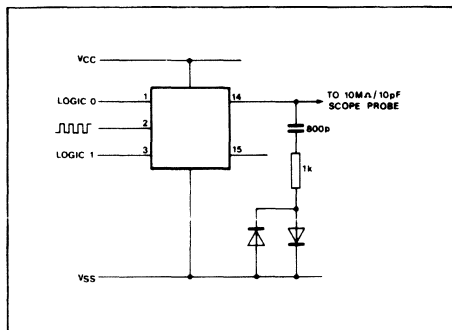 VCC
LOGIC 0
1
14
TO 10MΩ/10pF
SCOPE PROBE
2
800p
LOGIC 1
3
15
1k
VSS